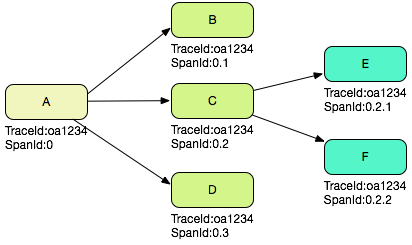 B
TraceId:oa1234
SpanId:0.1
E
TraceId:oa1234
SpanId:0.2.1
A
TraceId:oa1234
SpanId:0
C
TraceId:oa1234
SpanId:0.2
F
TraceId:oa1234
SpanId:0.2.2
D
TraceId:oa1234
SpanId:0.3